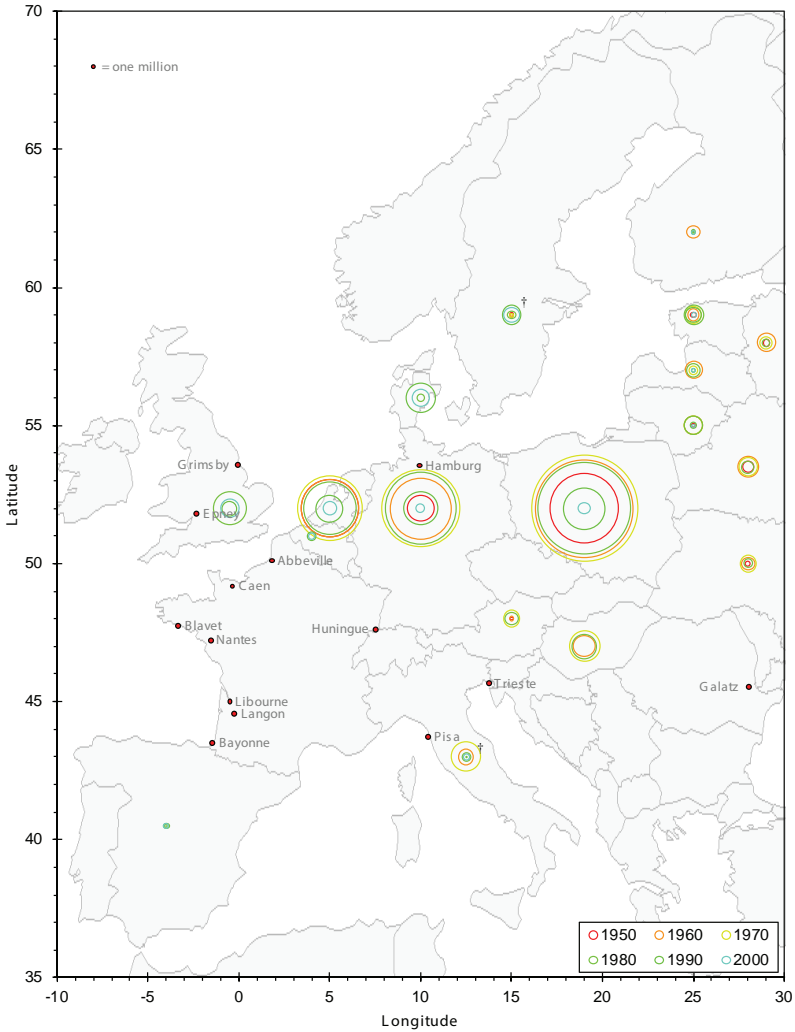 70
= one million
65
60
†
55
Grimsby
Hamburg
Epney
Latitude
50
Abbeville
Caen
Blavet
Huningue
Nantes
45
Trieste
Galatz
Libourne
Langon
Pisa
Bayonne
†
40
1950 1960 1970
1980 1990 2000
35
-10 -5 0 5 10 15 20 25 30
Longitude